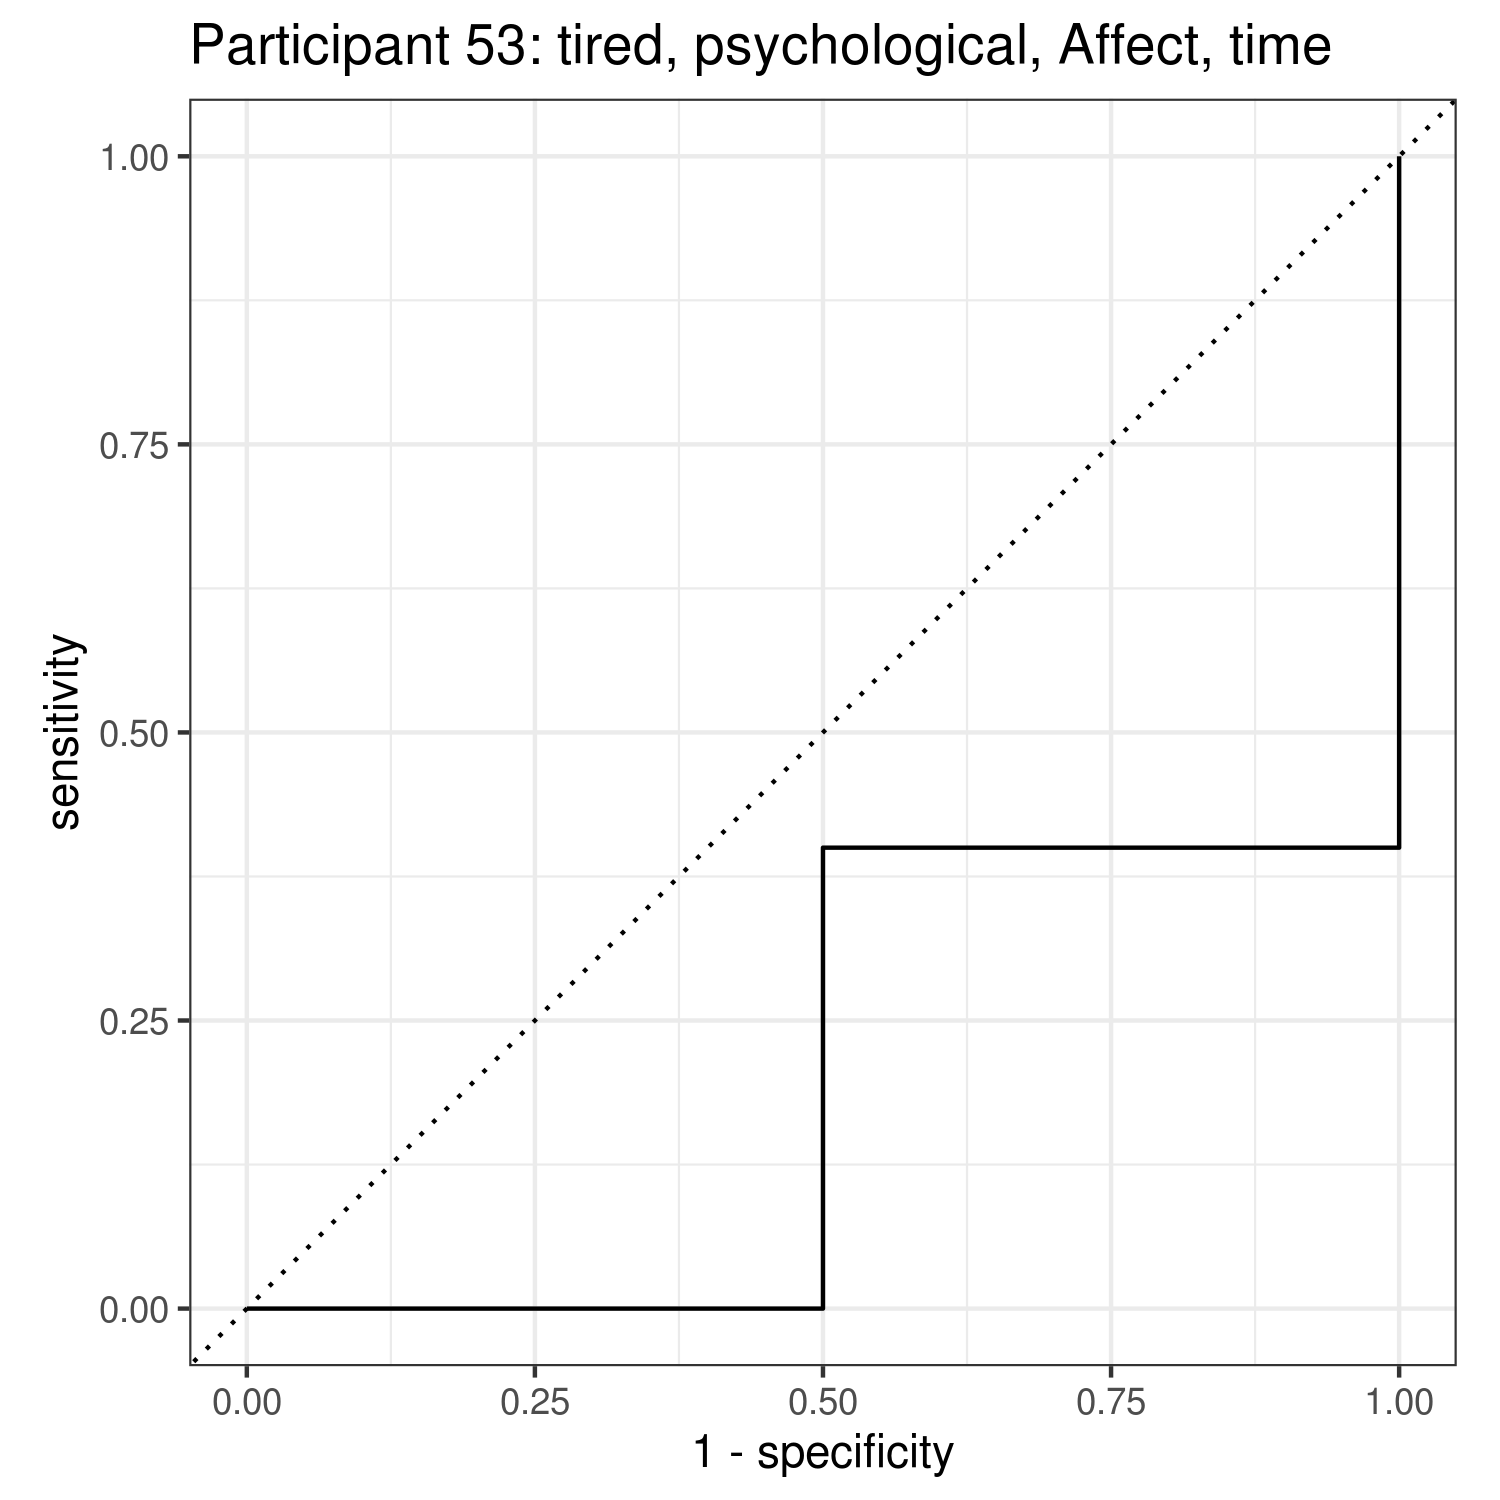 Participant 53: tired, psychological, Affect, time
1.00
0.75
0.50
0.25
0.00
sensitivity
0.00 0.25 0.50 0.75 1.00
1 - specificity